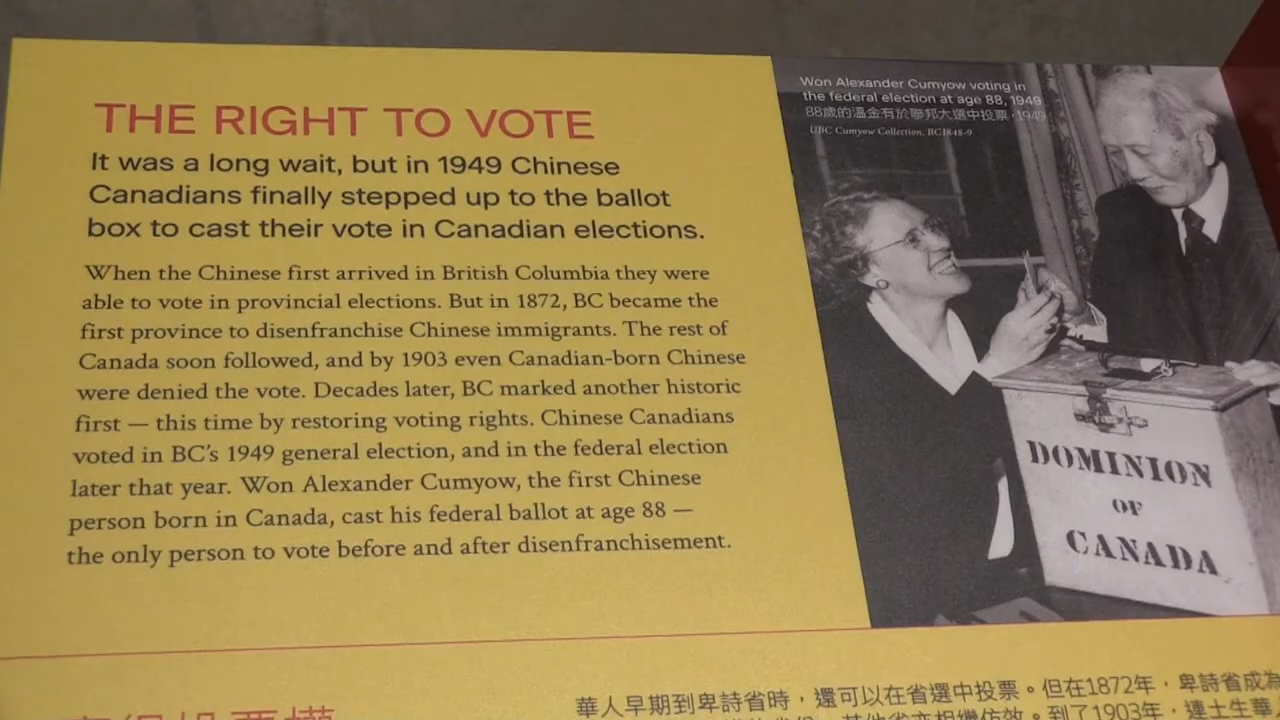 THE RIGHT TO VOTE
It was a long wait, but in 1949 Chinese
Canadians finally stepped up to the ballot
box to cast their vote in Canadian elections.
When the Chinese first arrived in British Columbia they were
able to vote in provincial elections. But in 1872, BC became the
first province to disenfranchise Chinese immigrants. The rest of
Canada soon followed, and by 1903 even Canadian-born Chinese
were denied the vote. Decades later, BC marked another historic
first — this time by restoring voting rights. Chinese Canadians
voted in BC's 1949 general election, and in the federal election
later that year. Won Alexander Cumyow, the first Chinese
person born in Canada, cast his federal ballot at age 88 —
the only person to vote before and after disenfranchisement.
Won Alexander Cumyow voting in
the federal election at age 88, 1949
88歲的溫金有於聯邦大選中投票,1949
UBC Cumyow Collection, BC1848-9
DOMINION
OF
CANADA
華人早期到卑詩省時,還可以在省選中投票。但在1872年,卑詩省成為
其他省亦相繼仿效。到了1903年,連土生華